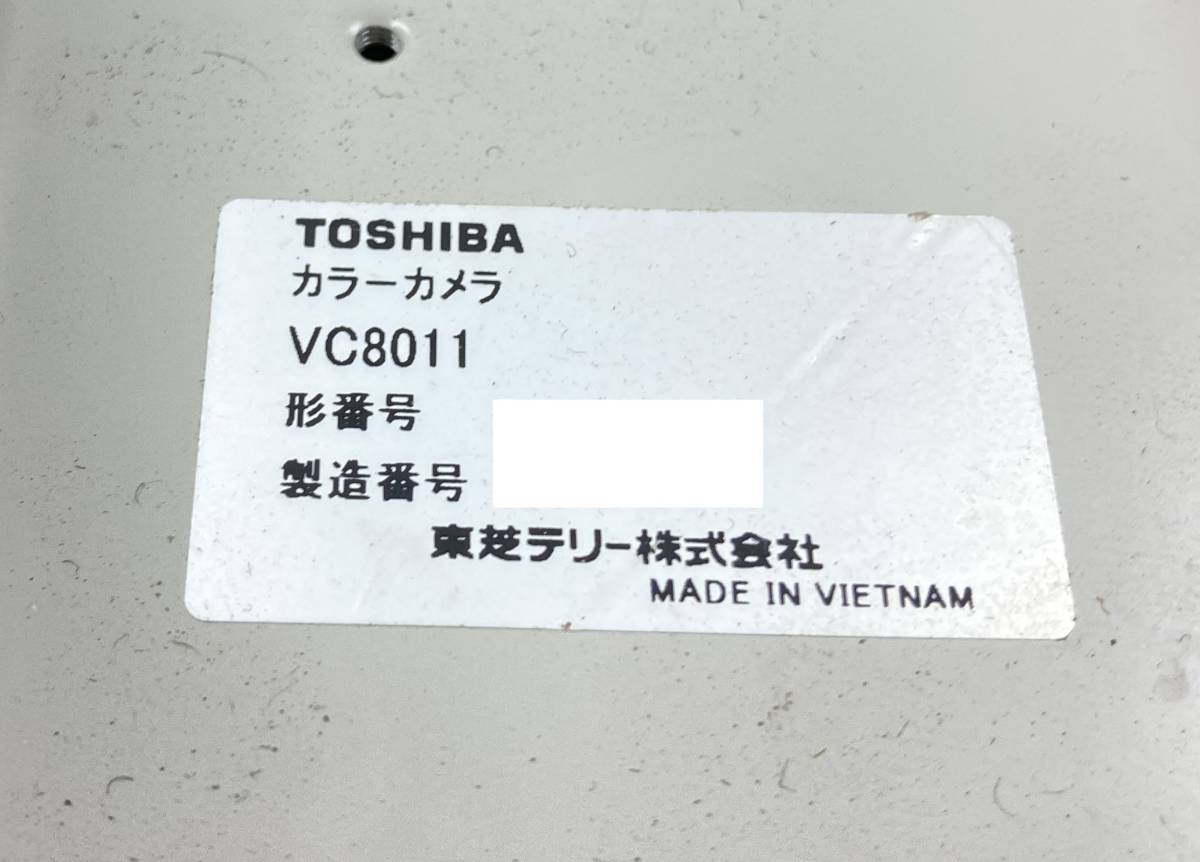 TOSHIBA
カラーカメラ
VC8011
形番号
製造番号
東芝テリー株式会社
MADE IN VIETNAM